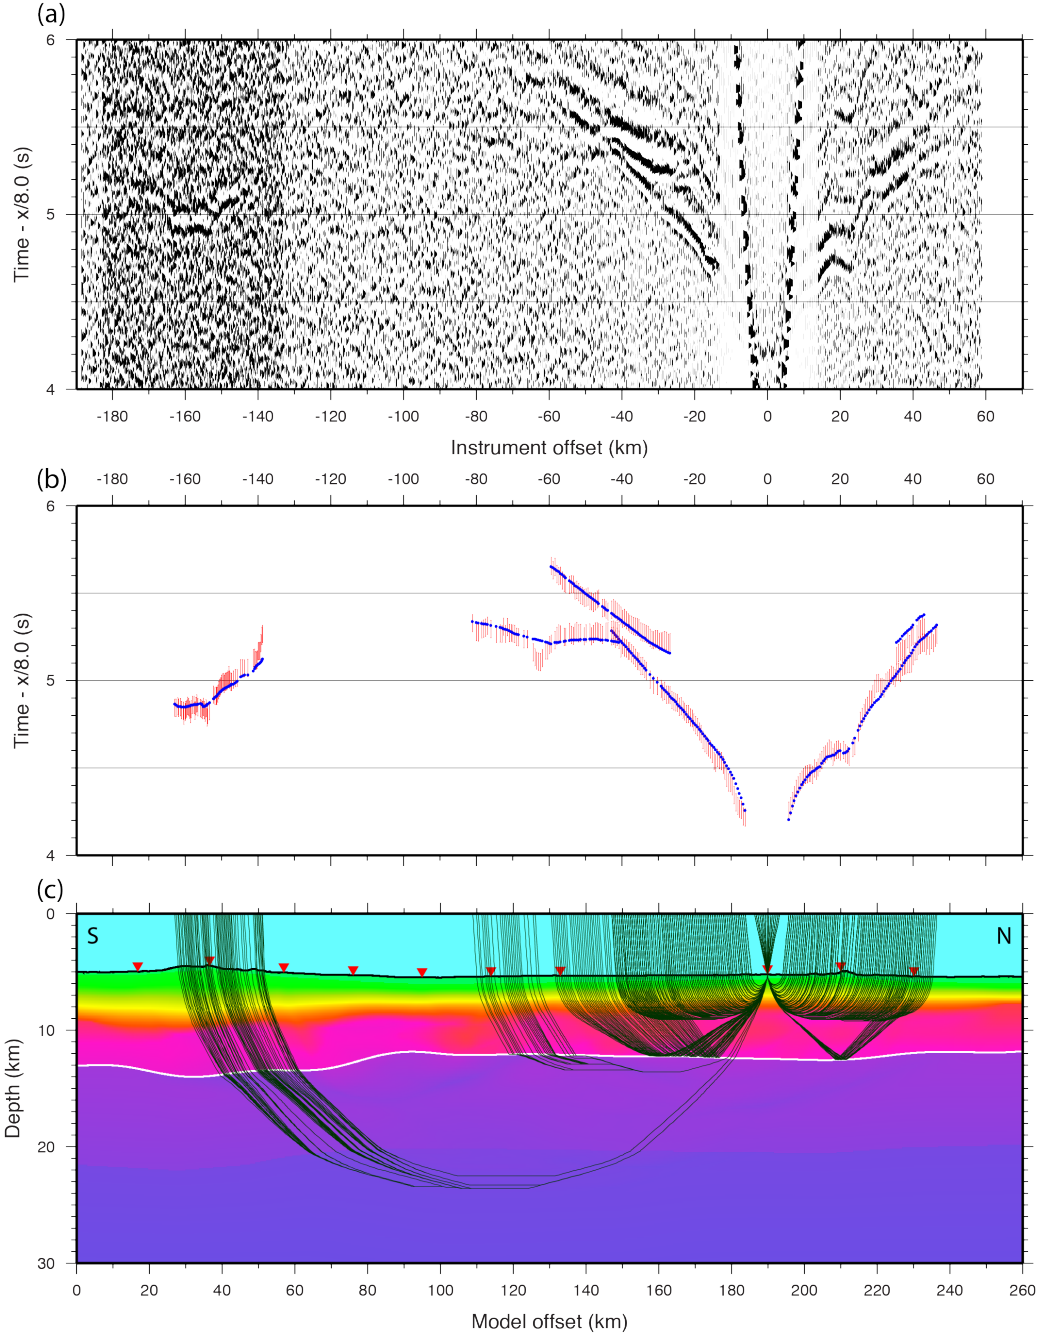 (a)
6
5
4
Time - x/8.0 (s)
-180 -160 -140 -120 -100 -80 -60 -40 -20 0 20 40 60
Instrument offset (km)
(b)
-180 -160 -140 -120 -100 -80 -60 -40 -20 0 20 40 60
6
5
4
Time - x/8.0 (s)
(c)
0
10
20
30
Depth (km)
S N
0 20 40 60 80 100 120 140 160 180 200 220 240 260
Model offset (km)